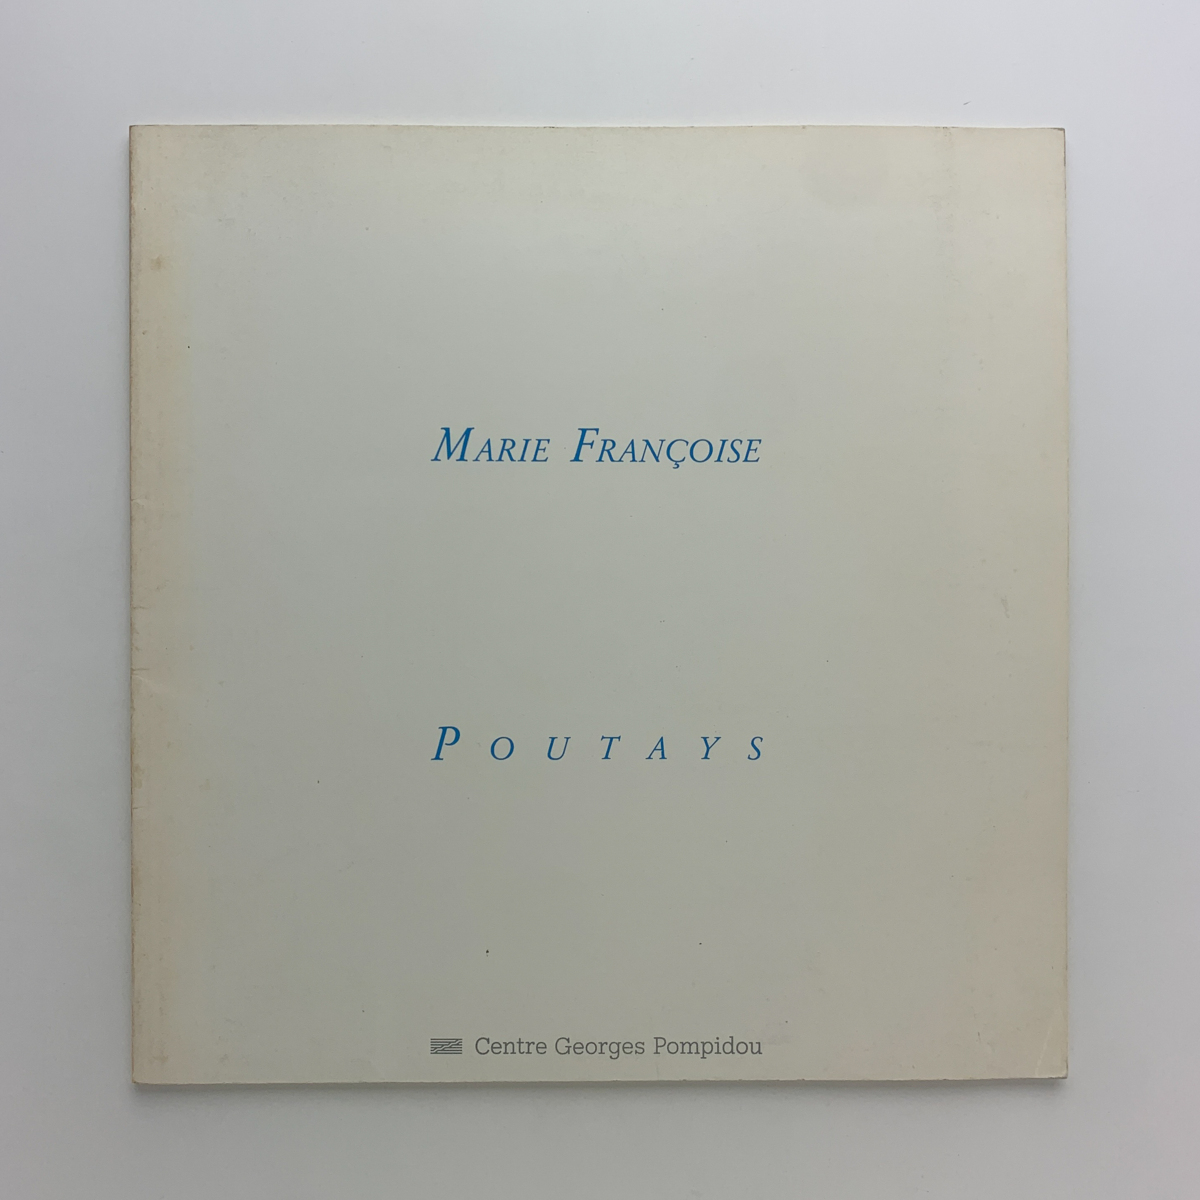 MARIE FRANÇOISE
POUTAYS
Centre Georges Pompidou